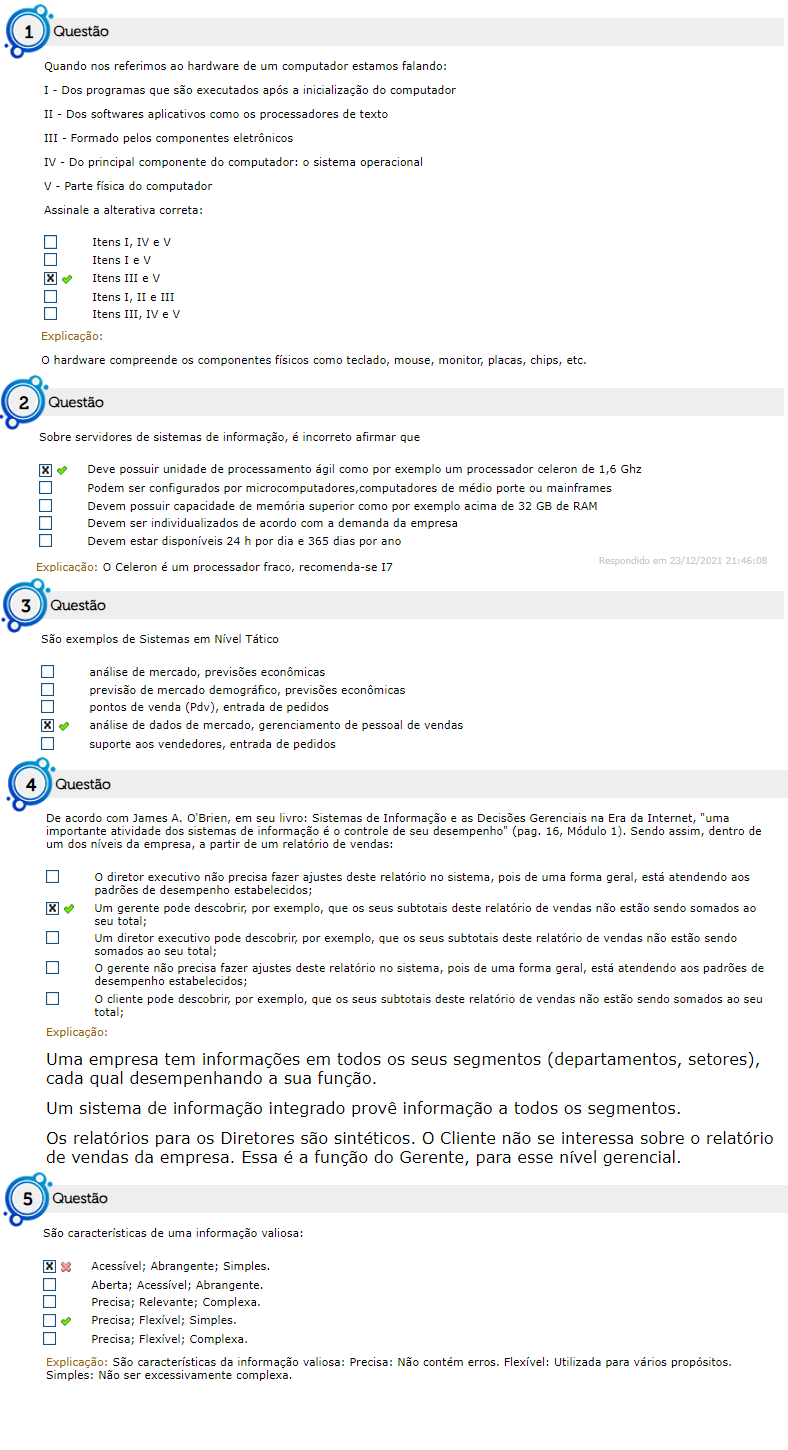 1 Questão
Quando nos referimos ao hardware de um computador estamos falando:
I - Dos programas que são executados após a inicialização do computador
II - Dos softwares aplicativos como os processadores de texto
III - Formado pelos componentes eletrônicos
IV - Do principal componente do computador: o sistema operacional
V - Parte física do computador
Assinale a alternativa correta:
Itens I, IV e V
Itens I e V
Itens III e V
Itens I, II e III
Itens III, IV e V
Explicação:
O hardware compreende os componentes físicos como teclado, mouse, monitor, placas, chips, etc.
2 Questão
Sobre servidores de sistemas de informação, é incorreto afirmar que
Deve possuir unidade de processamento ágil como por exemplo um processador celeron de 1,6 Ghz
Podem ser configurados por microcomputadores,computadores de médio porte ou mainframes
Devem possuir capacidade de memória superior como por exemplo acima de 32 GB de RAM
Devem ser individualizados de acordo com a demanda da empresa
Devem estar disponíveis 24 h por dia e 365 dias por ano
Respondido em 23/12/2021 21:46:08
Explicação: O Celeron é um processador fraco, recomenda-se I7
3 Questão
São exemplos de Sistemas em Nível Tático
análise de mercado, previsões econômicas
previsão de mercado demográfico, previsões econômicas
pontos de venda (Pdv), entrada de pedidos
análise de dados de mercado, gerenciamento de pessoal de vendas
suporte aos vendedores, entrada de pedidos
4 Questão
De acordo com James A. O'Brien, em seu livro: Sistemas de Informação e as Decisões Gerenciais na Era da Internet, "uma
importante atividade dos sistemas de informação é o controle de seu desempenho" (pag. 16, Módulo 1). Sendo assim, dentro de
um dos níveis da empresa, a partir de um relatório de vendas:
O diretor executivo não precisa fazer ajustes deste relatório no sistema, pois de uma forma geral, está atendendo aos
padrões de desempenho estabelecidos;
Um gerente pode descobrir, por exemplo, que os seus subtotais deste relatório de vendas não estão sendo somados ao
seu total;
Um diretor executivo pode descobrir, por exemplo, que os seus subtotais deste relatório de vendas não estão sendo
somados ao seu total;
O gerente não precisa fazer ajustes deste relatório no sistema, pois de uma forma geral, está atendendo aos padrões de
desempenho estabelecidos;
O cliente pode descobrir, por exemplo, que os seus subtotais deste relatório de vendas não estão sendo somados ao seu
total;
Explicação:
Uma empresa tem informações em todos os seus segmentos (departamentos, setores),
cada qual desempenhando a sua função.
Um sistema de informação integrado provê informação a todos os segmentos.
Os relatórios para os Diretores são sintéticos. O Cliente não se interessa sobre o relatório
de vendas da empresa. Essa é a função do Gerente, para esse nível gerencial.
5 Questão
São características de uma informação valiosa:
Acessível; Abrangente; Simples.
Aberta; Acessível; Abrangente.
Precisa; Relevante; Complexa.
Precisa; Flexível; Simples.
Precisa; Flexível; Complexa.
Explicação: São características da informação valiosa: Precisa: Não contém erros. Flexível: Utilizada para vários propósitos.
Simples: Não ser excessivamente complexa.